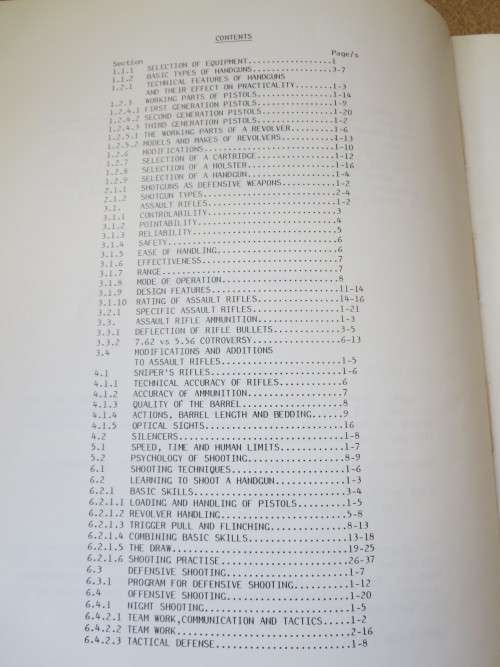 CONTENTS
Section Page/s
1.1.1 SELECTION OF EQUIPMENT................1
1.1.2 BASIC TYPES OF HANDGUNS...............3-7
1.2.1 TECHNICAL FEATURES OF HANDGUNS
AND THEIR EFFECT ON PRACTICALITY......1-3
1.2.3 WORKING PARTS OF PISTOLS..............1-14
1.2.4.1 FIRST GENERATION PISTOLS..............1-9
1.2.4.2 SECOND GENERATION PISTOLS.............1-20
1.2.4.3 THIRD GENERATION PISTOLS..............1-2
1.2.5.1 THE WORKING PARTS OF A REVOLVER.......1-6
1.2.5.2 MODELS AND MAKES OF REVOLVERS.........1-13
1.2.6 MODIFICATIONS.........................1-10
1.2.7 SELECTION OF A CARTRIDGE..............1-12
1.2.8 SELECTION OF A HOLSTER................1-16
1.2.9 SELECTION OF A HANDGUN................1-4
2.1.1 SHOTGUNS AS DEFENSIVE WEAPONS.........1-2
2.1.2 SHOTGUN TYPES.........................2-4
3.1. ASSAULT RIFLES........................1-2
3.1.1 CONTROLABILITY........................3
3.1.2 POINTABILITY..........................4
3.1.3 RELIABILITY...........................5
3.1.4 SAFETY................................6
3.1.5 EASE OF HANDLING......................6
3.1.6 EFFECTIVENESS.........................7
3.1.7 RANGE.................................7
3.1.8 MODE OF OPERATION.....................8
3.1.9 DESIGN FEATURES.......................11-14
3.1.10 RATING OF ASSAULT RIFLES..............14-16
3.2.1 SPECIFIC ASSAULT RIFLES...............1-21
3.3. ASSAULT RIFLE AMMUNITION..............1-3
3.3.1 DEFLECTION OF RIFLE BULLETS...........3-5
3.3.2 7.62 vs 5.56 COTROVERSY...............6-13
3.4 MODIFICATIONS AND ADDITIONS
TO ASSAULT RIFLES.....................1-5
4.1 SNIPER'S RIFLES.......................1-6
4.1.1 TECHNICAL ACCURACY OF RIFLES..........6
4.1.2 ACCURACY OF AMMUNITION................7
4.1.3 QUALITY OF THE BARREL.................8
4.1.4 ACTIONS, BARREL LENGTH AND BEDDING......9
4.1.5 OPTICAL SIGHTS........................16
4.2 SILENCERS.............................1-8
5.1 SPEED, TIME AND HUMAN LIMITS..........1-7
5.2 PSYCHOLOGY OF SHOOTING................8-9
6.1 SHOOTING TECHNIQUES...................1-6
6.2 LEARNING TO SHOOT A HANDGUN...........1-3
6.2.1 BASIC SKILLS..........................3-4
6.2.1.1 LOADING AND HANDLING OF PISTOLS.......1-5
6.2.1.2 REVOLVER HANDLING.....................5-8
6.2.1.3 TRIGGER PULL AND FLINCHING............8-13
6.2.1.4 COMBINING BASIC SKILLS................13-18
6.2.1.5 THE DRAW..............................19-25
6.2.1.6 SHOOTING PRACTISE.....................26-37
6.3 DEFENSIVE SHOOTING....................1-7
6.3.1 PROGRAM FOR DEFENSIVE SHOOTING........1-12
6.4 OFFENSIVE SHOOTING....................1-20
6.4.1 NIGHT SHOOTING........................1-5
6.4.2.1 TEAM WORK,COMMUNICATION AND TACTICS.....1-2
6.4.2.2 TEAM WORK.............................2-16
6.4.2.3 TACTICAL DEFENSE......................1-8